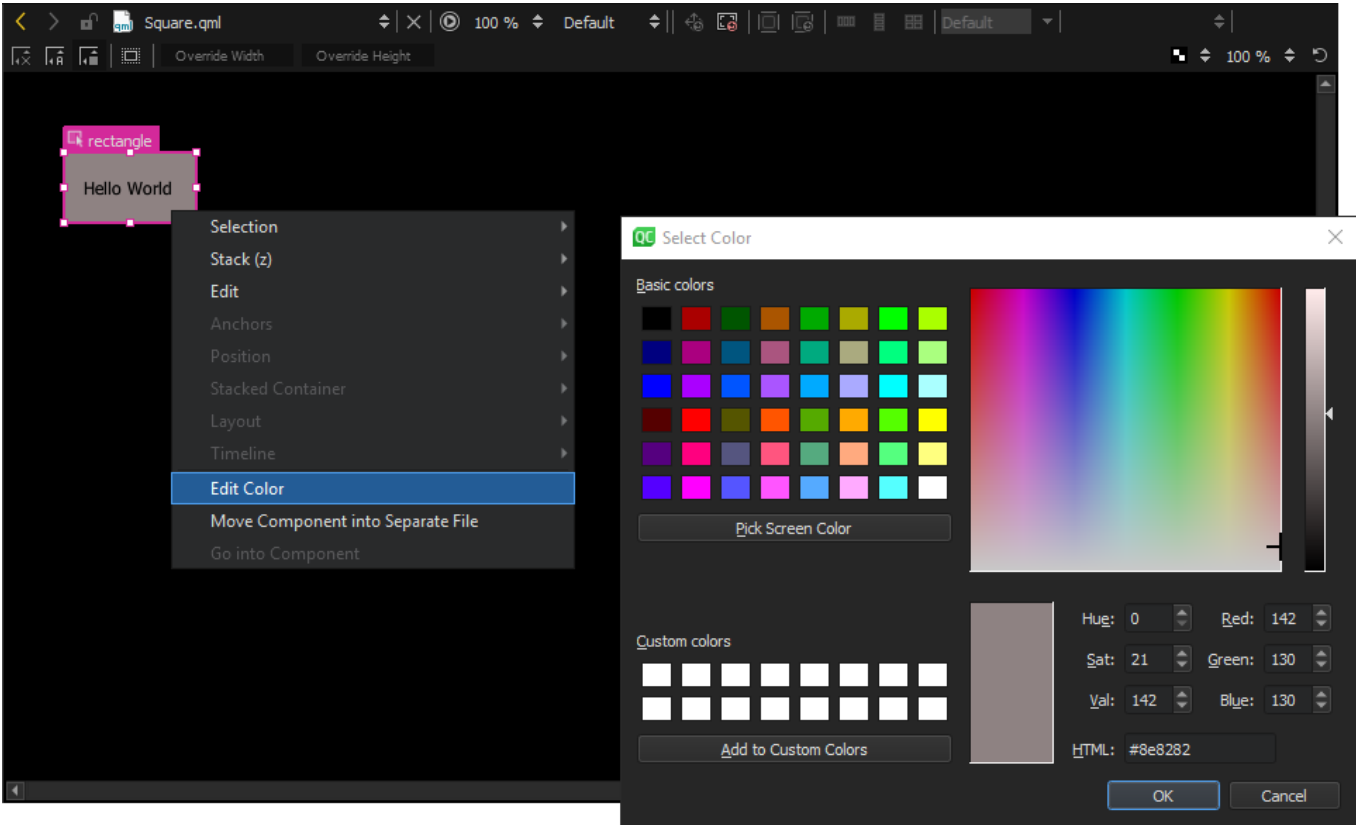 qml Square.qml 100 % Default Default
Override Width Override Height 100 %
rectangle
Hello World
Selection
Stack (z)
Edit
Anchors
Position
Stacked Container
Layout
Timeline
Edit Color
Move Component into Separate File
Go into Component
QC Select Color
Basic colors
Pick Screen Color
Custom colors
Add to Custom Colors
Hue: 0 Red: 142
Sat: 21 Green: 130
Val: 142 Blue: 130
HTML: #8e8282
OK Cancel